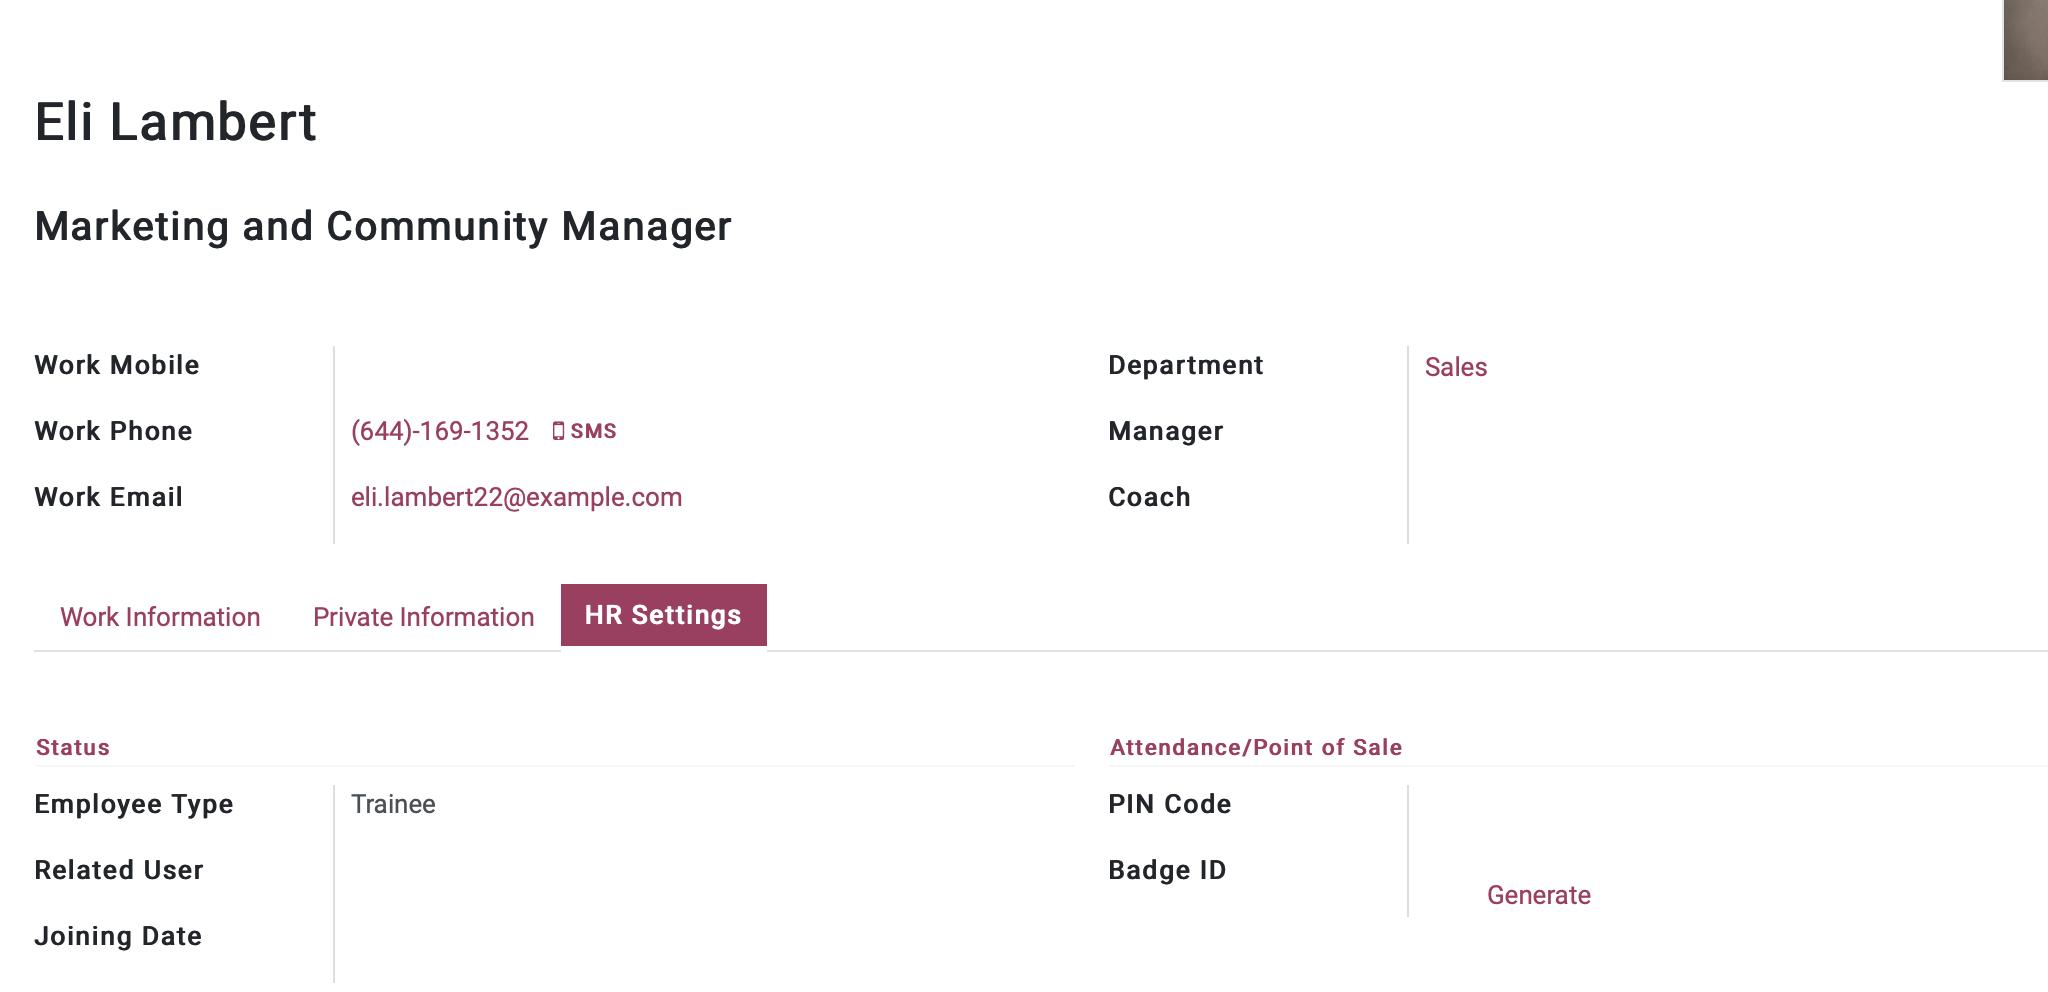 Eli Lambert
Marketing and Community Manager
Work Mobile
Work Phone (644)-169-1352 SMS
Work Email eli.lambert22@example.com
Department Sales
Manager
Coach
Work Information Private Information HR Settings
Status
Employee Type Trainee
Related User
Joining Date
Attendance/Point of Sale
PIN Code
Badge ID
Generate